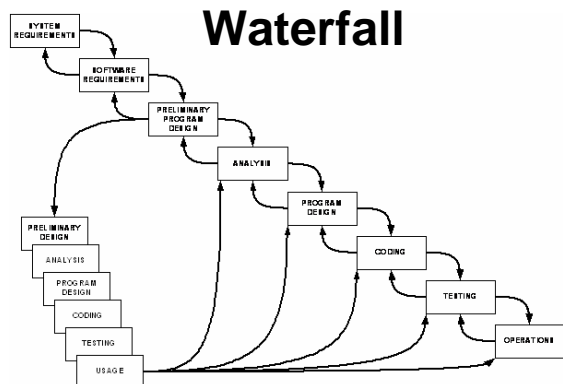 Waterfall
SYSTEM
REQUIREMENTS
SOFTWARE
REQUIREMENTS
PRELIMINARY
PROGRAM
DESIGN
ANALYSIS
PROGRAM
DESIGN
CODING
TESTING
OPERATIONS
PRELIMINARY
DESIGN
ANALYSIS
PROGRAM
DESIGN
CODING
TESTING
USAGE